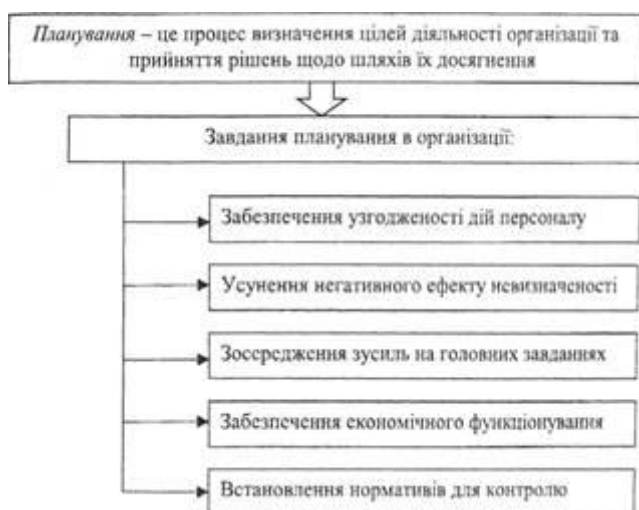 Планування – це процес визначення цілей діяльності організації та
прийняття рішень щодо шляхів їх досягнення
Завдання планування в організації:
Забезпечення узгодженості дій персоналу
Усунення негативного ефекту невизначеності
Зосередження зусиль на головних завданнях
Забезпечення економічного функціонування
Встановлення нормативів для контролю